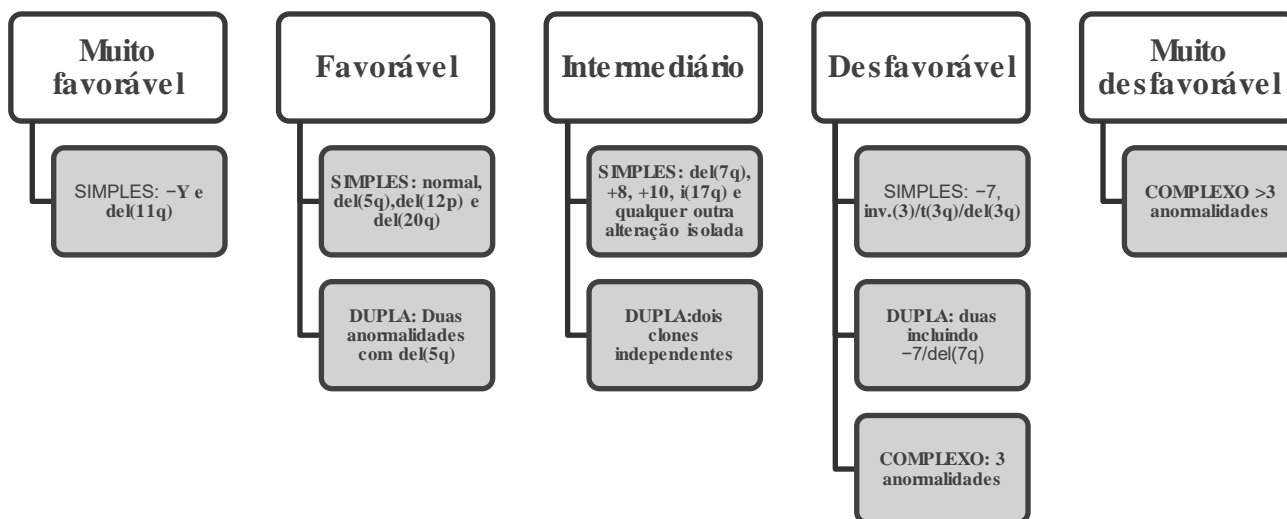 Muito
favorável
SIMPLES: −Y e
del(11q)
Favorável
SIMPLES: normal,
del(5q),del(12p) e
del(20q)
DUPLA: Duas
anormalidades
com del(5q)
Intermediário
SIMPLES: del(7q),
+8, +10, i(17q) e
qualquer outra
alteração isolada
DUPLA:dois
clones
independentes
Desfavorável
SIMPLES: −7,
inv.(3)/t(3q)/del(3q)
DUPLA: duas
incluindo
−7/del(7q)
COMPLEXO: 3
anormalidades
Muito
desfavorável
COMPLEXO >3
anormalidades